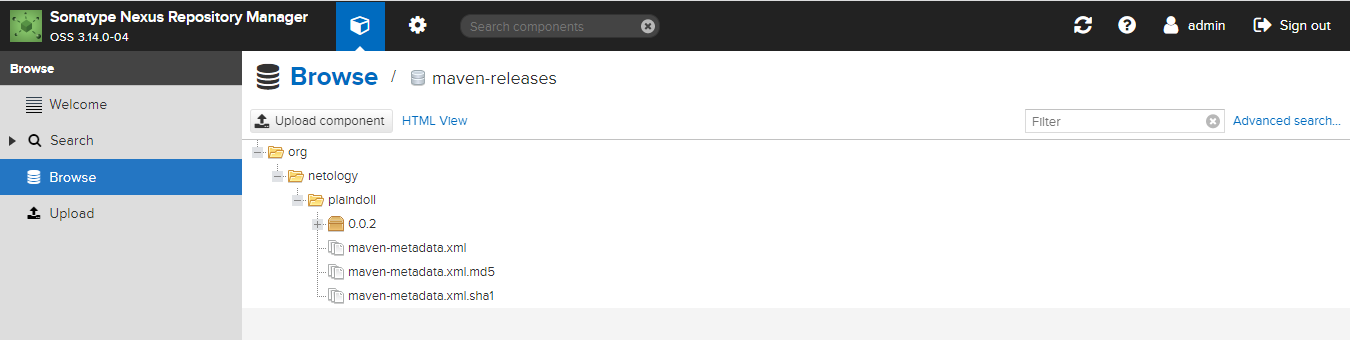 Sonatype Nexus Repository Manager
OSS 3.14.0-04
Search components
admin
Sign out
Browse
Welcome
Search
Browse
Upload
Browse / maven-releases
Upload component
HTML View
Filter
Advanced search...
org
netology
plaindoll
0.0.2
maven-metadata.xml
maven-metadata.xml.md5
maven-metadata.xml.sha1